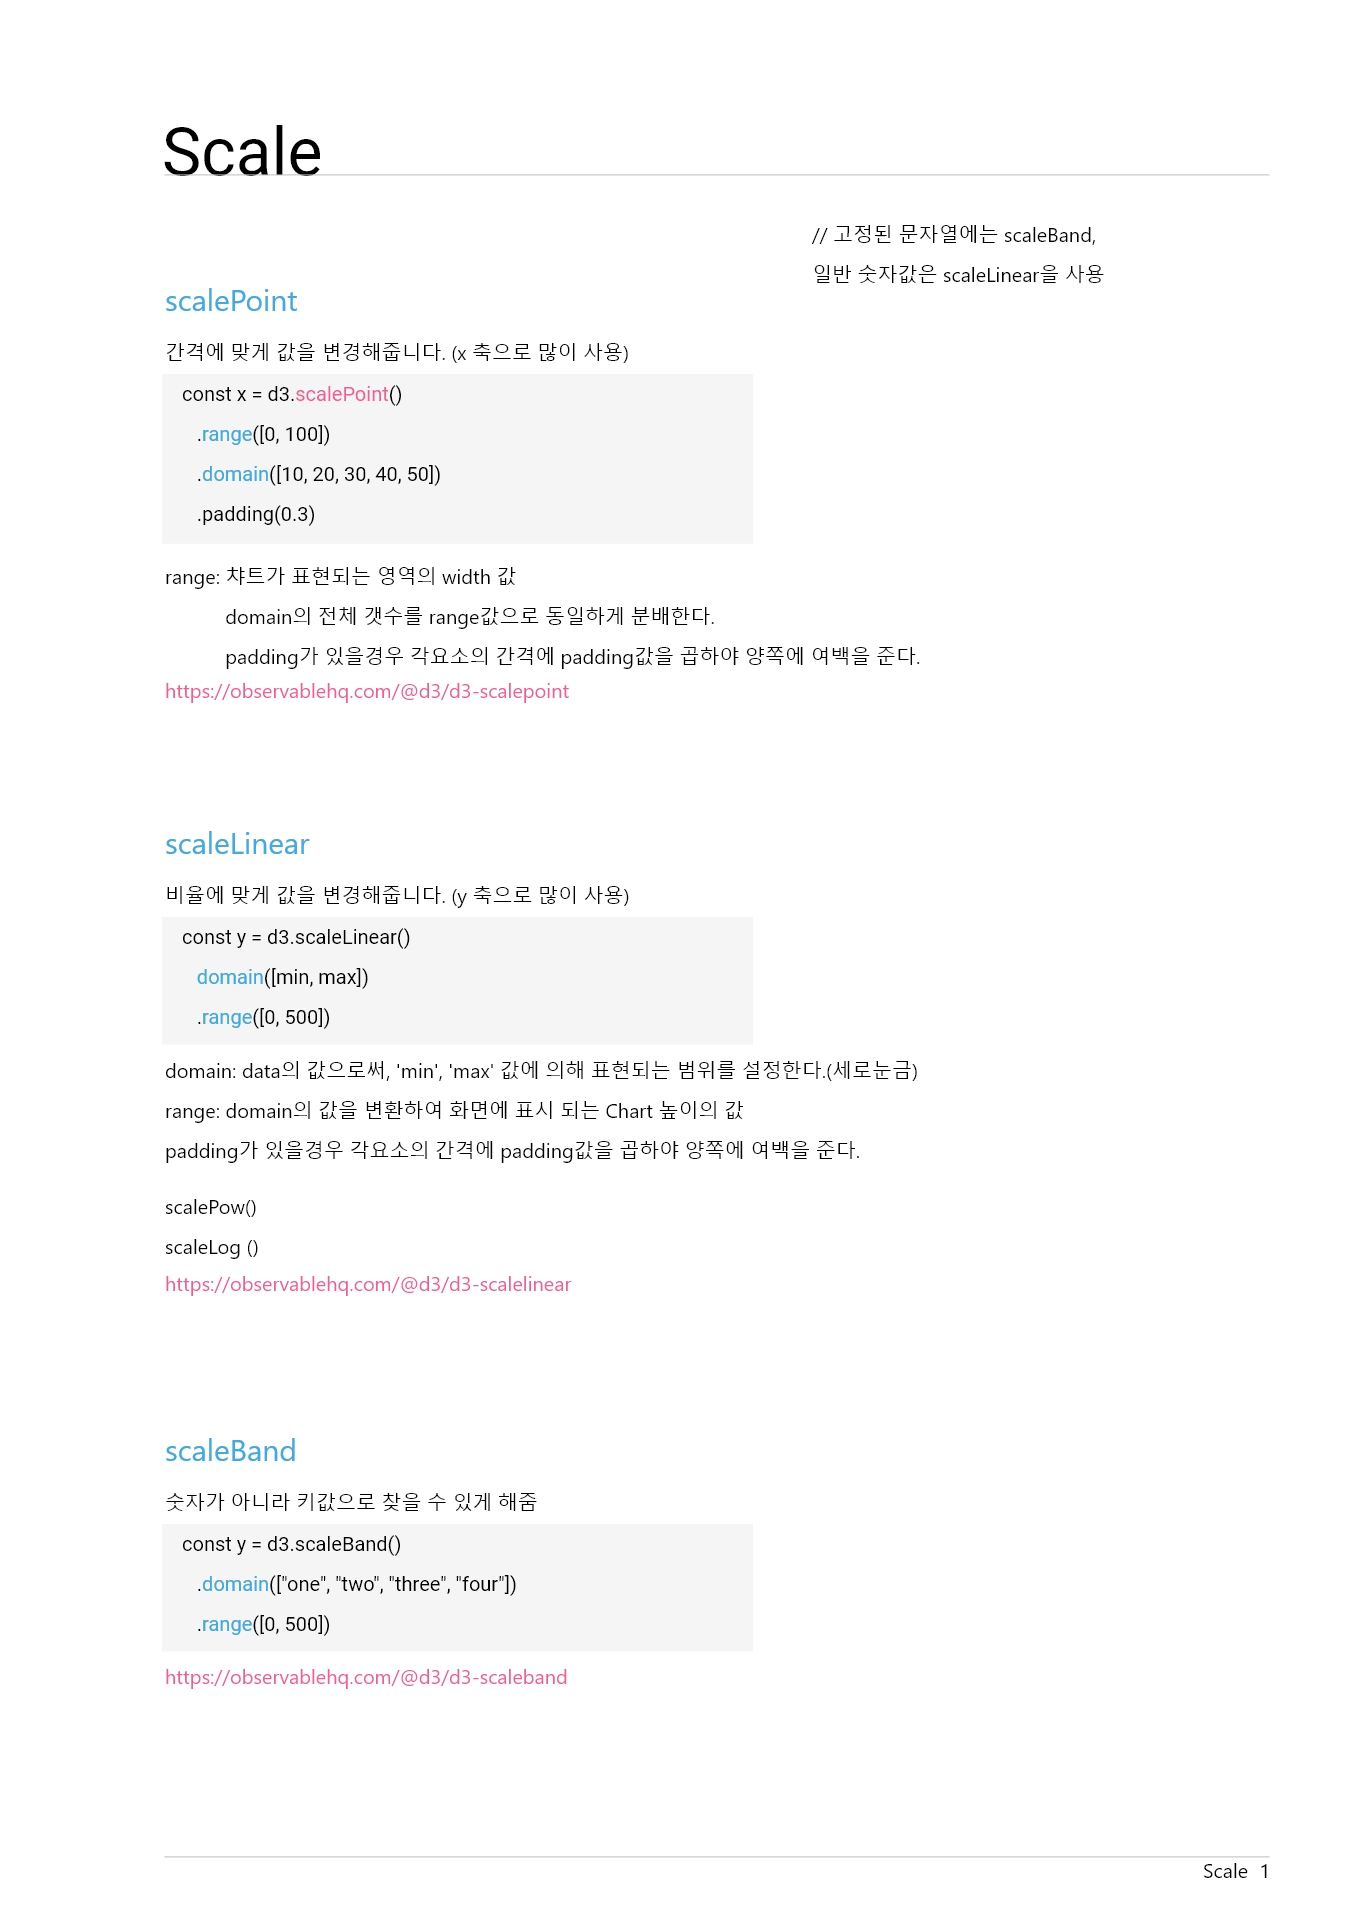 Scale
// 고정된 문자열에는 scaleBand,
일반 숫자값은 scaleLinear을 사용
scalePoint
간격에 맞게 값을 변경해줍니다. (x 축으로 많이 사용)
const x = d3.scalePoint()
.range([0, 100])
.domain([10, 20, 30, 40, 50])
.padding(0.3)
range: 챠트가 표현되는 영역의 width 값
domain의 전체 갯수를 range값으로 동일하게 분배한다.
padding가 있을경우 각요소의 간격에 padding값을 곱하야 양쪽에 여백을 준다.
https://observablehq.com/@d3/d3-scalepoint
scaleLinear
비율에 맞게 값을 변경해줍니다. (y 축으로 많이 사용)
const y = d3.scaleLinear()
domain([min, max])
.range([0, 500])
domain: data의 값으로써, 'min', 'max' 값에 의해 표현되는 범위를 설정한다.(세로눈금)
range: domain의 값을 변환하여 화면에 표시 되는 Chart 높이의 값
padding가 있을경우 각요소의 간격에 padding값을 곱하야 양쪽에 여백을 준다.
scalePow()
scaleLog ()
https://observablehq.com/@d3/d3-scalelinear
scaleBand
숫자가 아니라 키값으로 찾을 수 있게 해줌
const y = d3.scaleBand()
.domain(["one", "two", "three", "four"])
.range([0, 500])
https://observablehq.com/@d3/d3-scaleband
Scale 1